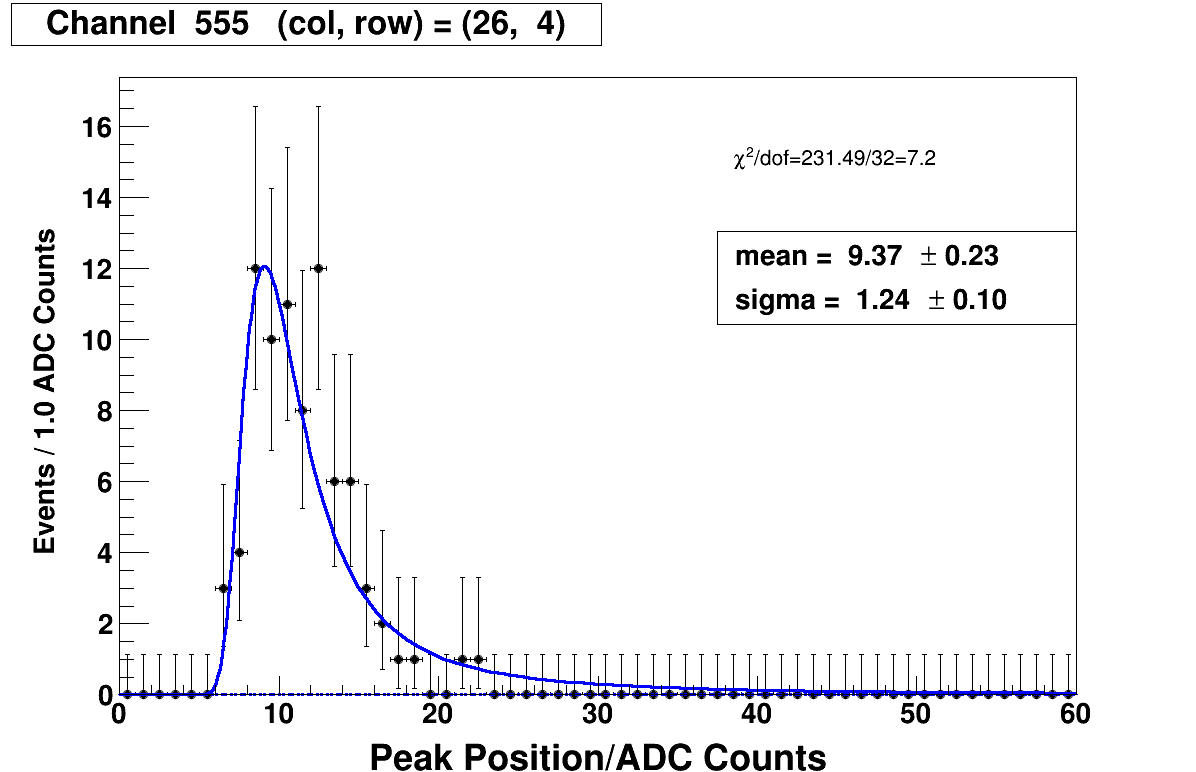 Channel 555 (col, row) = (26, 4)
χ²/dof=231.49/32=7.2
mean = 9.37 ± 0.23
sigma = 1.24 ± 0.10
Events / 1.0 ADC Counts
16
14
12
10
8
6
4
2
0
0 10 20 30 40 50 60
Peak Position/ADC Counts